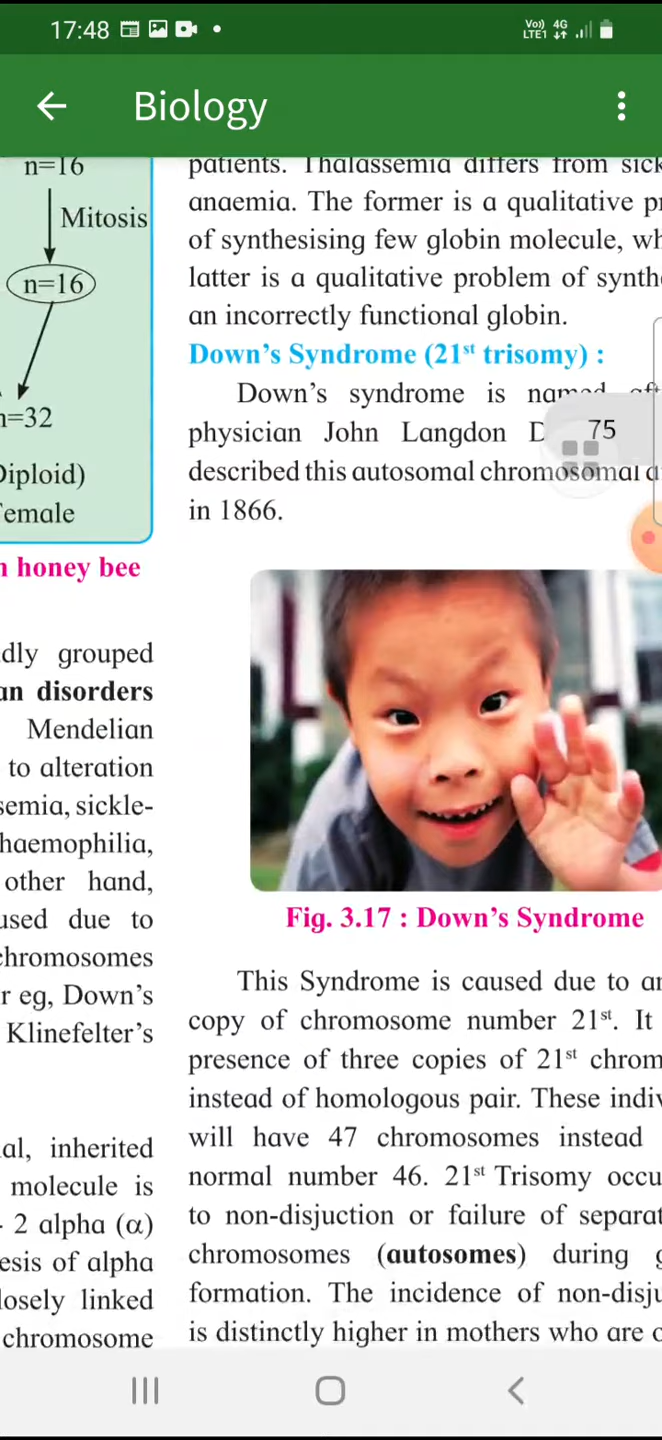 17:48
Vo)) 4G
LTE1
Biology
n=16
Mitosis
n=16
n=32
Diploid)
Female
n honey bee
dly grouped
an disorders
Mendelian
to alteration
semia, sickle-
haemophilia,
other hand,
used due to
chromosomes
r eg, Down's
Klinefelter's
al, inherited
molecule is
- 2 alpha (α)
esis of alpha
losely linked
chromosome
patients. Thalassemia differs from sick
anaemia. The former is a qualitative pr
of synthesising few globin molecule, wh
latter is a qualitative problem of synth
an incorrectly functional globin.
Down's Syndrome (21st trisomy) :
Down's syndrome is named aft
physician John Langdon D
75
described this autosomal chromosomal
in 1866.
Fig. 3.17 : Down's Syndrome
This Syndrome is caused due to an
copy of chromosome number 21st. It
presence of three copies of 21st chrom
instead of homologous pair. These indiv
will have 47 chromosomes instead
normal number 46. 21st Trisomy occu
to non-disjuction or failure of separat
chromosomes (autosomes) during g
formation. The incidence of non-disju
is distinctly higher in mothers who are o